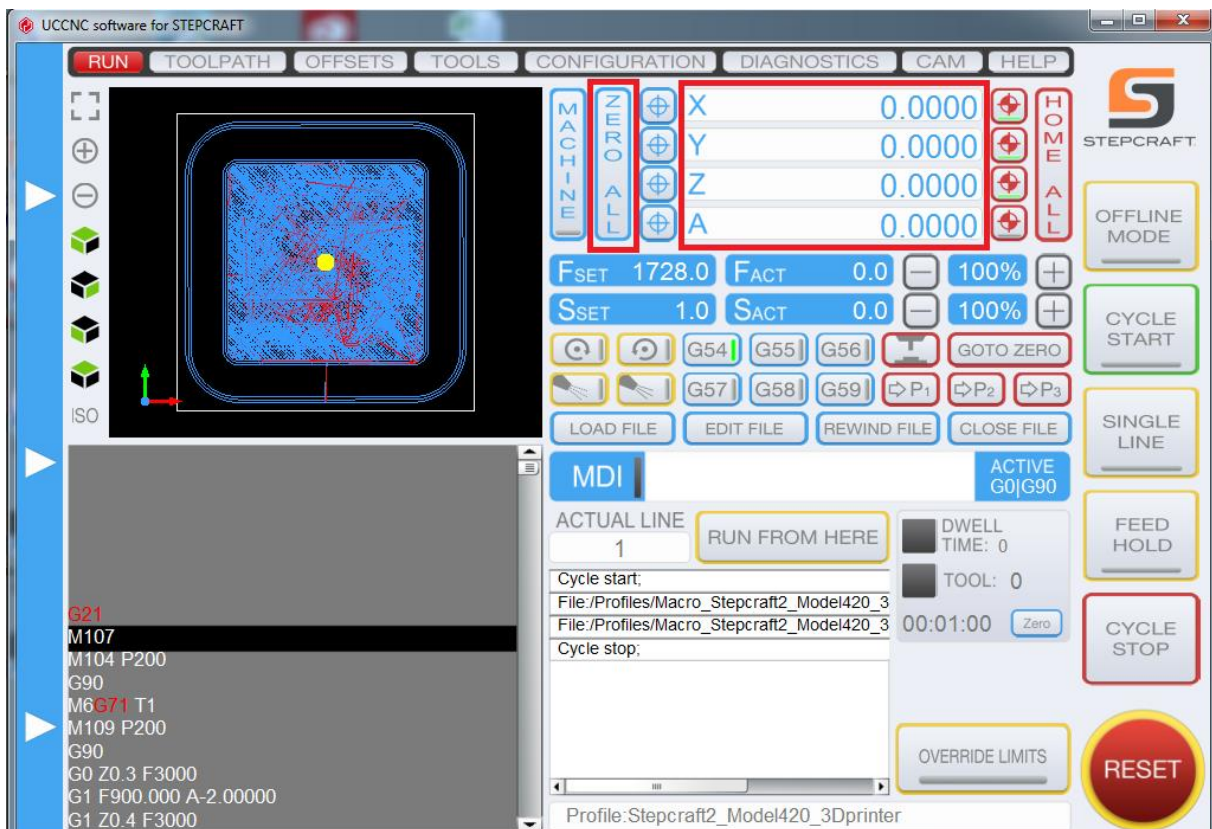 UCCNC software for STEPCRAFT
RUN TOOLPATH OFFSETS TOOLS CONFIGURATION DIAGNOSTICS CAM HELP
MACHINE
ZERO ALL
X 0.0000
Y 0.0000
Z 0.0000
A 0.0000
HOME ALL
STEPCRAFT
OFFLINE MODE
FSET 1728.0 FACT 0.0 100%
SSET 1.0 SACT 0.0 100%
CYCLE START
G54 G55 G56 GOTO ZERO
G57 G58 G59 P1 P2 P3
ISO
LOAD FILE EDIT FILE REWIND FILE CLOSE FILE
SINGLE LINE
MDI ACTIVE G0|G90
ACTUAL LINE
1
RUN FROM HERE
DWELL TIME: 0
TOOL: 0
00:01:00 Zero
FEED HOLD
Cycle start;
File:/Profiles/Macro_Stepcraft2_Model420_3
File:/Profiles/Macro_Stepcraft2_Model420_3
Cycle stop;
CYCLE STOP
G21
M107
M104 P200
G90
M6G71 T1
M109 P200
G90
G0 Z0.3 F3000
G1 F900.000 A-2.00000
G1 Z0.4 F3000
OVERRIDE LIMITS
RESET
Profile:Stepcraft2_Model420_3Dprinter